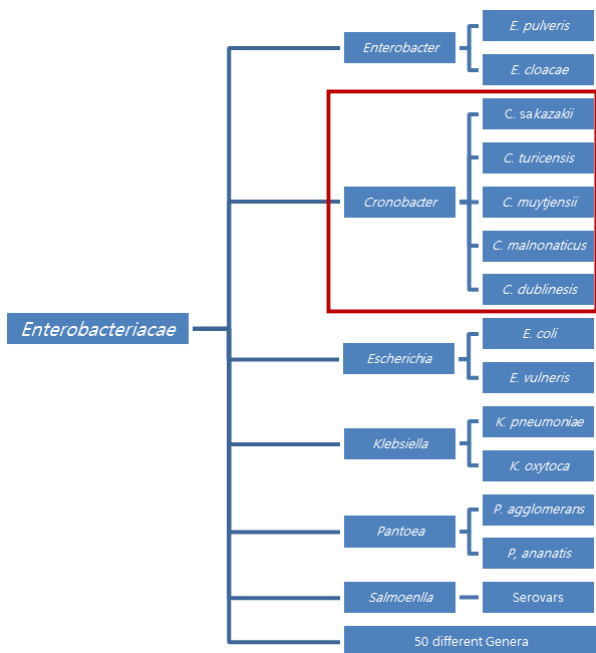 E. pulveris
Enterobacter
E. cloacae
C. sakazakii
C. turicensis
Cronobacter
C. muytjensii
C. malnonaticus
C. dublinesis
Enterobacteriacae
E. coli
Escherichia
E. vulneris
K. pneumoniae
Klebsiella
K. oxytoca
P. agglomerans
Pantoea
P, ananatis
Salmoenlla
Serovars
50 different Genera